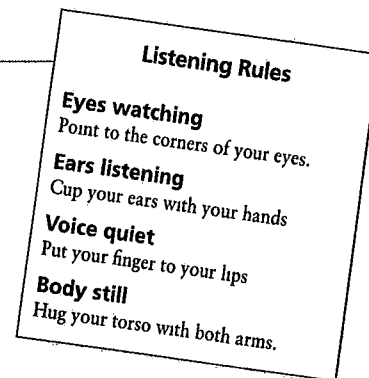 Listening Rules
Eyes watching
Point to the corners of your eyes.
Ears listening
Cup your ears with your hands
Voice quiet
Put your finger to your lips
Body still
Hug your torso with both arms.